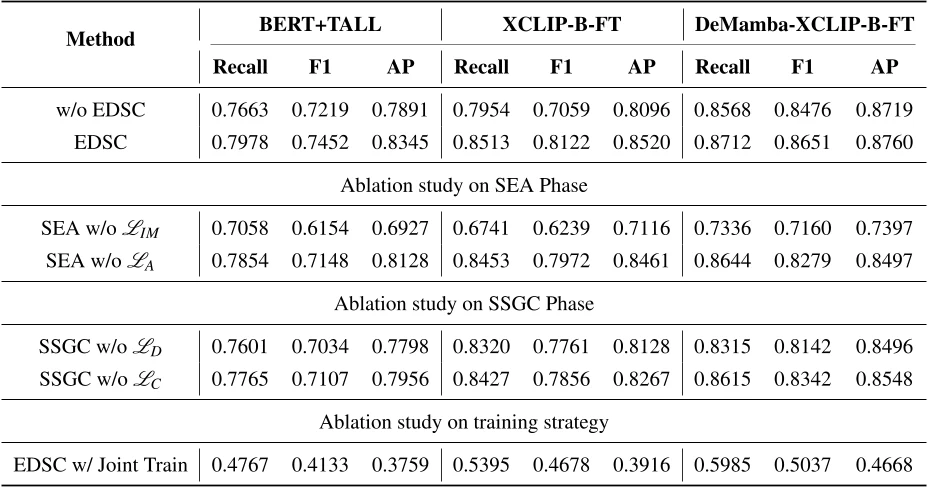 Method BERT+TALL XCLIP-B-FT DeMamba-XCLIP-B-FT
Recall F1 AP Recall F1 AP Recall F1 AP
w/o EDSC 0.7663 0.7219 0.7891 0.7954 0.7059 0.8096 0.8568 0.8476 0.8719
EDSC 0.7978 0.7452 0.8345 0.8513 0.8122 0.8520 0.8712 0.8651 0.8760
Ablation study on SEA Phase
SEA w/o ℒ_IM 0.7058 0.6154 0.6927 0.6741 0.6239 0.7116 0.7336 0.7160 0.7397
SEA w/o ℒ_A 0.7854 0.7148 0.8128 0.8453 0.7972 0.8461 0.8644 0.8279 0.8497
Ablation study on SSGC Phase
SSGC w/o ℒ_D 0.7601 0.7034 0.7798 0.8320 0.7761 0.8128 0.8315 0.8142 0.8496
SSGC w/o ℒ_C 0.7765 0.7107 0.7956 0.8427 0.7856 0.8267 0.8615 0.8342 0.8548
Ablation study on training strategy
EDSC w/ Joint Train 0.4767 0.4133 0.3759 0.5395 0.4678 0.3916 0.5985 0.5037 0.4668